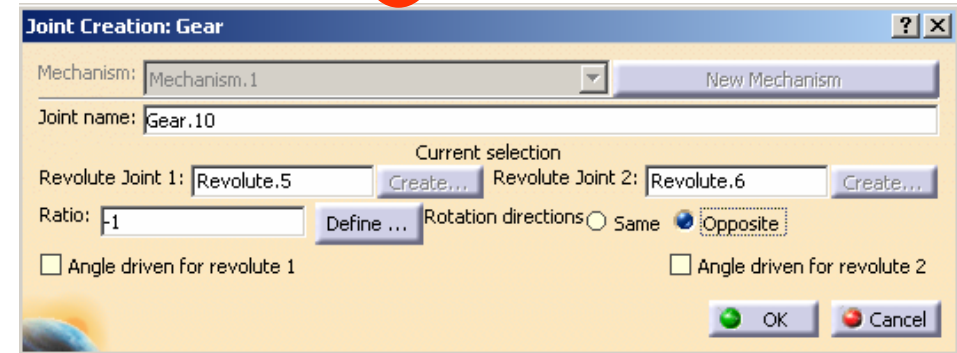 Joint Creation: Gear
Mechanism: Mechanism.1 New Mechanism
Joint name: Gear.10
Current selection
Revolute Joint 1: Revolute.5 Create... Revolute Joint 2: Revolute.6 Create...
Ratio: -1 Define ... Rotation directions Same Opposite
Angle driven for revolute 1 Angle driven for revolute 2
OK Cancel